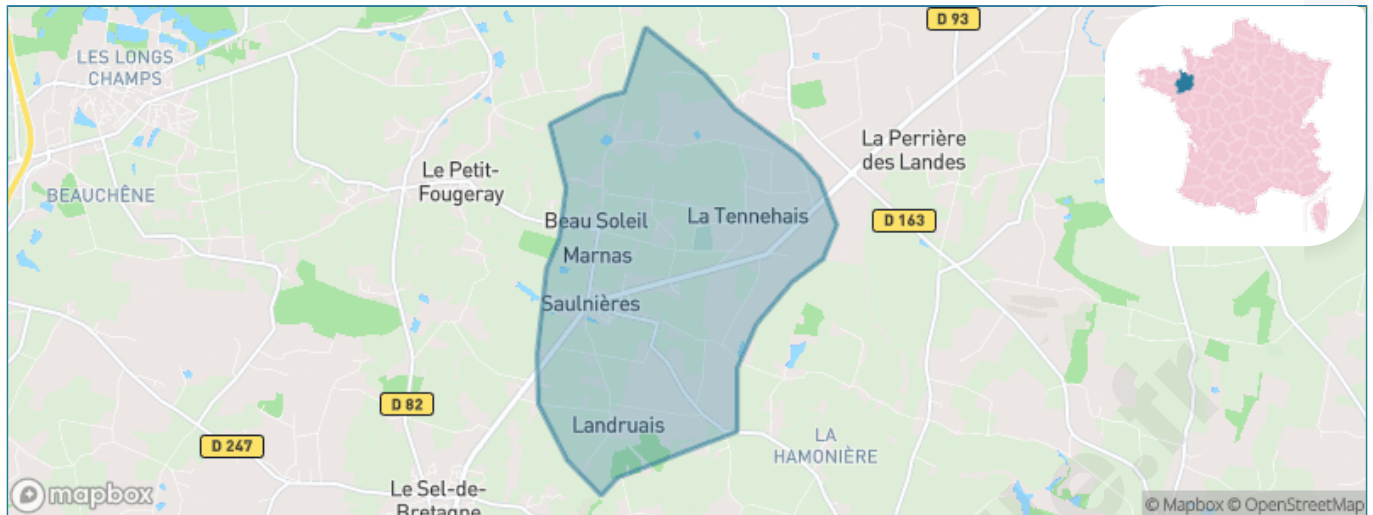 D 93
LES LONGS
CHAMPS
La Perrière
des Landes
Le Petit-
Fougeray
BEAUCHÊNE
Beau Soleil
La Tennehais
D 163
Marnas
Saulnières
D 82
Landruais
D 247
LA
HAMONIÈRE
Le Sel-de-
Bretagne
mapbox
© Mapbox © OpenStreetMap